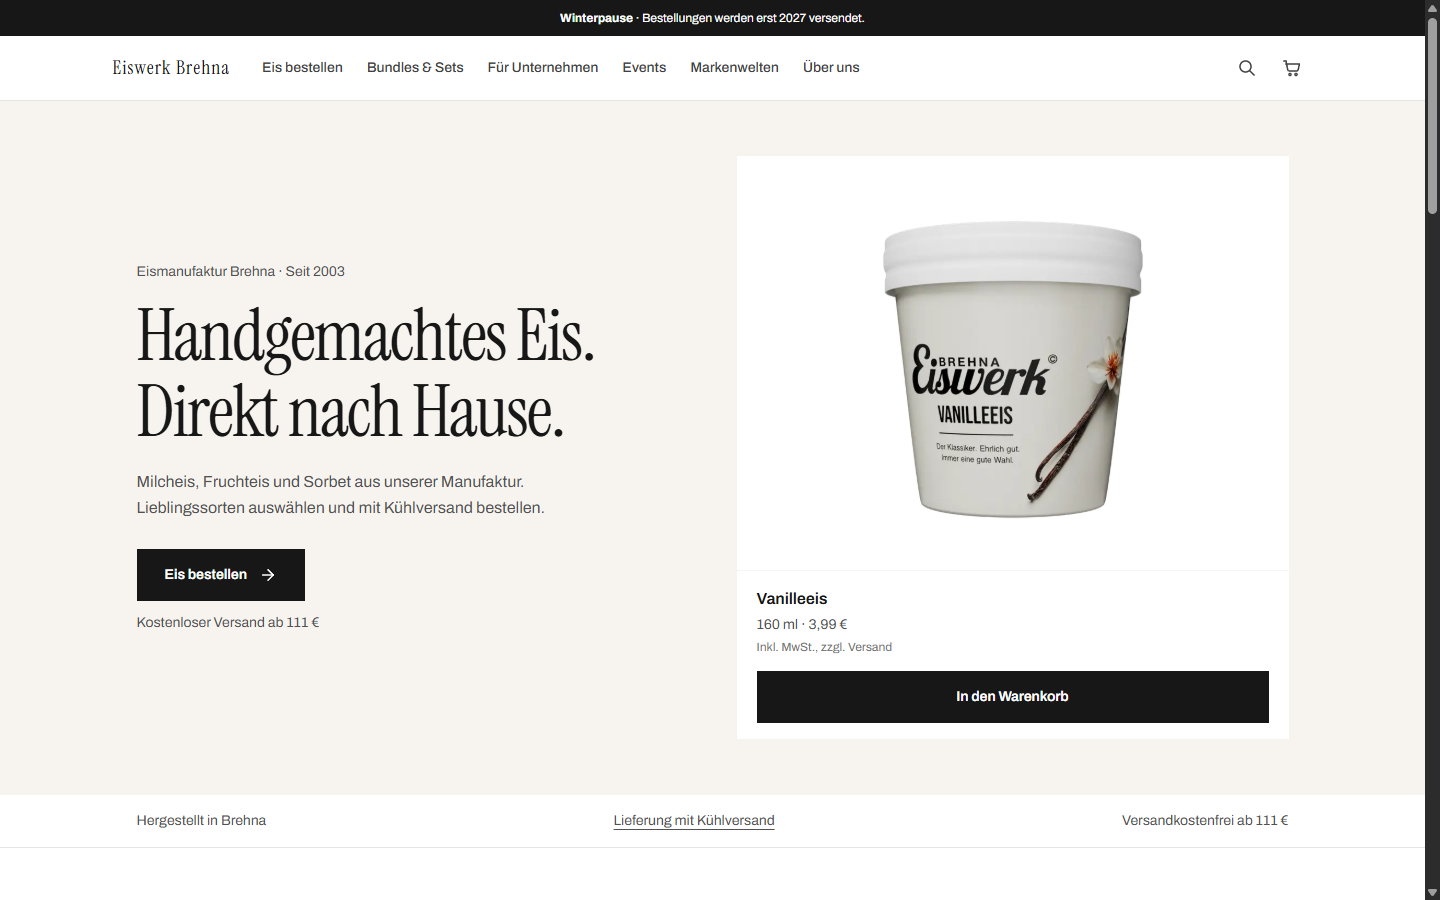 Winterpause · Bestellungen werden erst 2027 versendet.
Eiswerk Brehna
Eis bestellen
Bundles & Sets
Für Unternehmen
Events
Markenwelten
Über uns
Eismanufaktur Brehna · Seit 2003
Handgemachtes Eis.
Direkt nach Hause.
Milcheis, Fruchteis und Sorbet aus unserer Manufaktur.
Lieblingssorten auswählen und mit Kühlversand bestellen.
Eis bestellen
Kostenloser Versand ab 111 €
BREHNA
Eiswerk ©
VANILLEEIS
Der Klassiker. Ehrlich gut.
Immer eine gute Wahl.
Vanilleeis
160 ml · 3,99 €
Inkl. MwSt., zzgl. Versand
In den Warenkorb
Hergestellt in Brehna
Lieferung mit Kühlversand
Versandkostenfrei ab 111 €